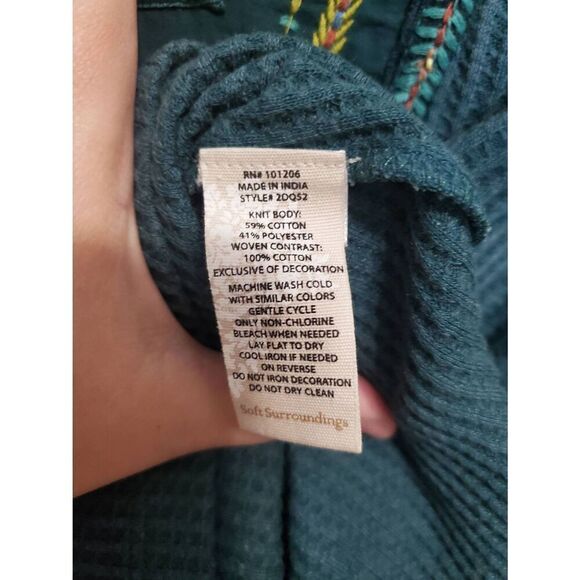 RN# 101206
MADE IN INDIA
STYLE# 2DQ52
KNIT BODY:
59% COTTON
41% POLYESTER
WOVEN CONTRAST:
100% COTTON
EXCLUSIVE OF DECORATION
MACHINE WASH COLD
WITH SIMILAR COLORS
GENTLE CYCLE
ONLY NON-CHLORINE
BLEACH WHEN NEEDED
LAY FLAT TO DRY
COOL IRON IF NEEDED
ON REVERSE
DO NOT IRON DECORATION
DO NOT DRY CLEAN
Soft Surroundings